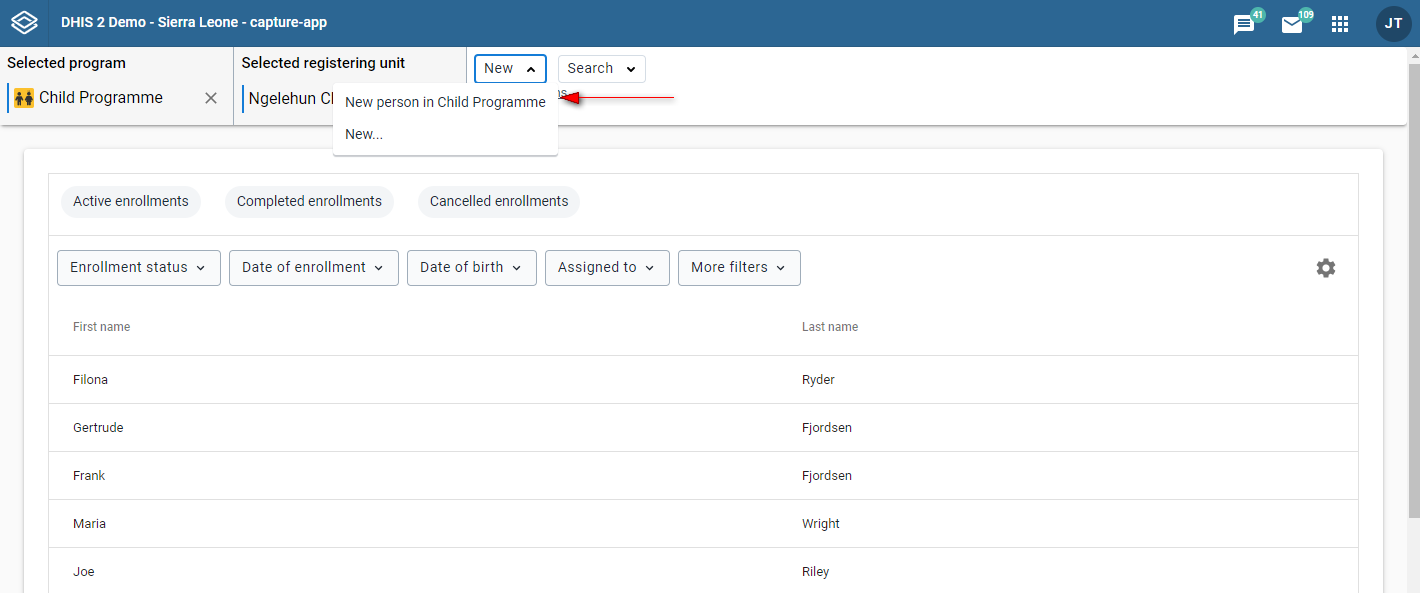 DHIS 2 Demo - Sierra Leone - capture-app
41
109
JT
Selected program
Child Programme
Selected registering unit
Ngelehun
New
Search
New person in Child Programme
New...
Active enrollments
Completed enrollments
Cancelled enrollments
Enrollment status
Date of enrollment
Date of birth
Assigned to
More filters
First name Last name
Filona Ryder
Gertrude Fjordsen
Frank Fjordsen
Maria Wright
Joe Riley